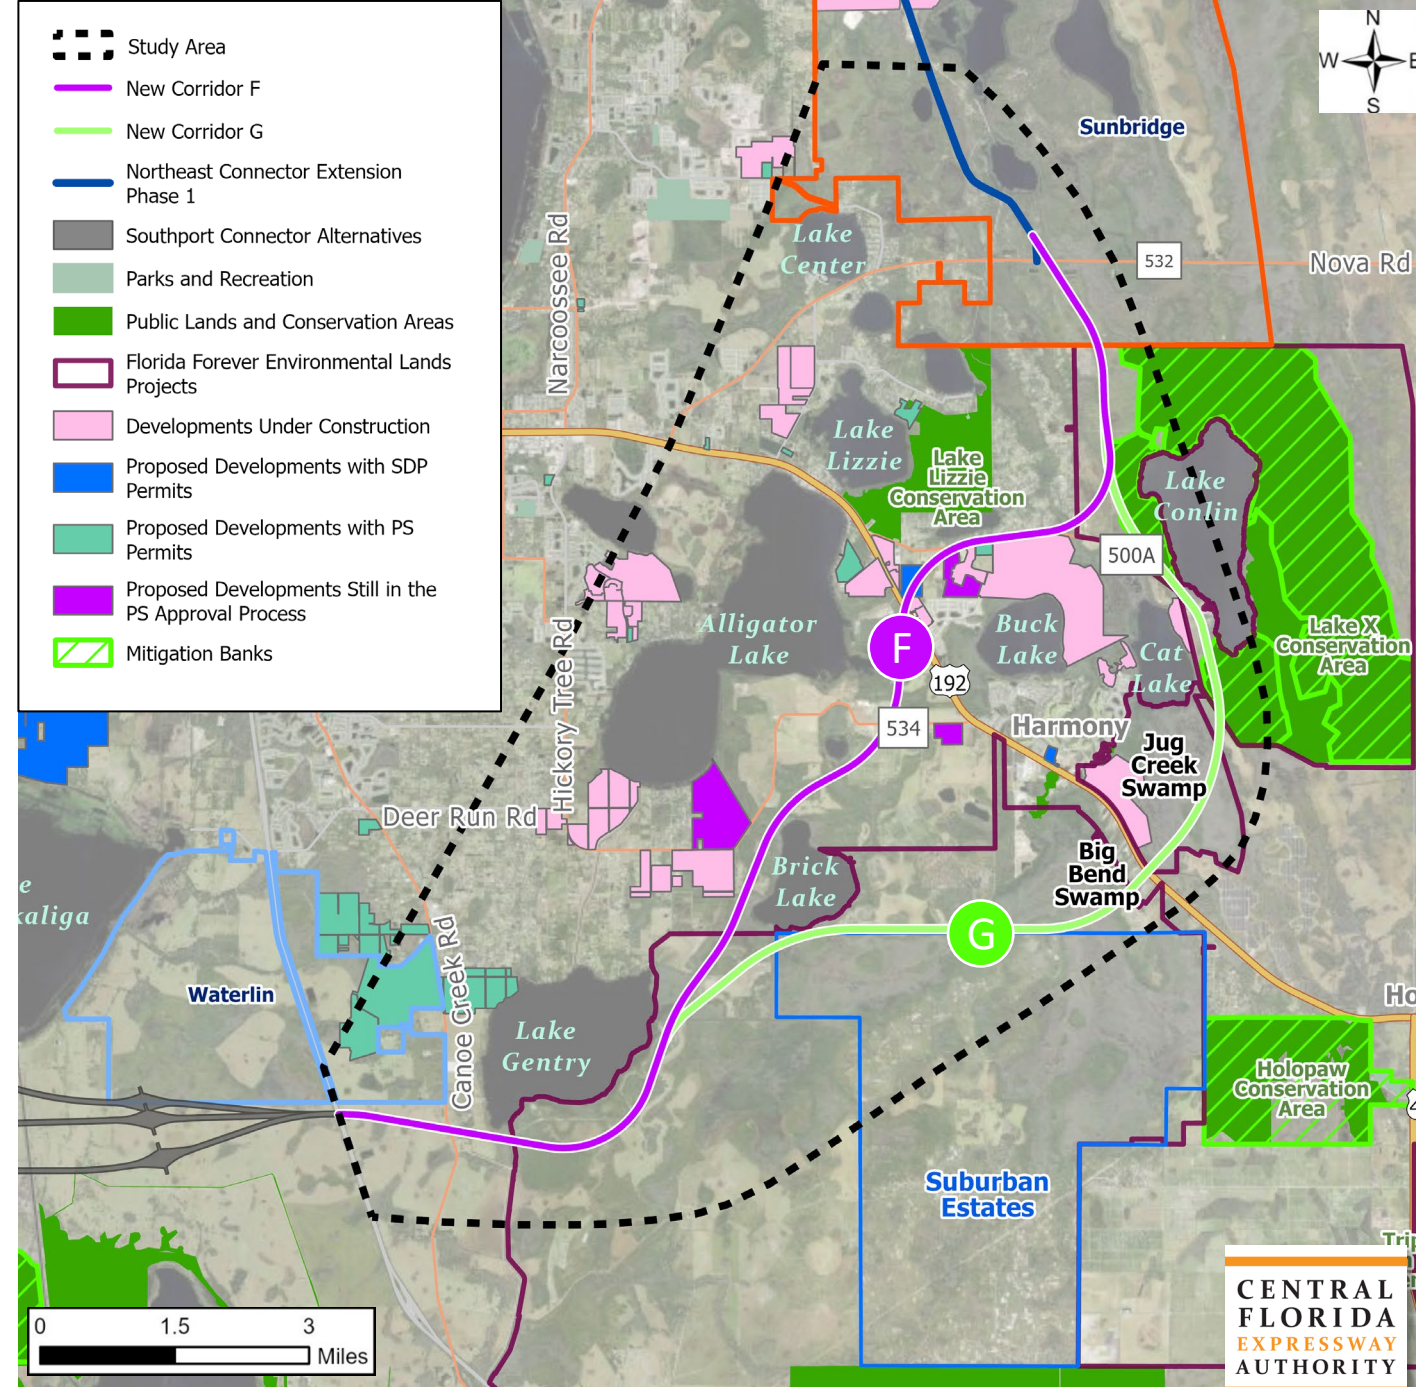 Study Area
New Corridor F
New Corridor G
Northeast Connector Extension
Phase 1
Southport Connector Alternatives
Parks and Recreation
Public Lands and Conservation Areas
Florida Forever Environmental Lands
Projects
Developments Under Construction
Proposed Developments with SDP
Permits
Proposed Developments with PS
Permits
Proposed Developments Still in the
PS Approval Process
Mitigation Banks
N
W
E
S
Sunbridge
Narcoossee Rd
Lake
Center
532
Nova Rd
Lake
Lizzie
Lake
Lizzie
Conservation
Area
Lake
Conlin
500A
Alligator
Lake
F
Buck
Lake
Cat
Lake
Lake X
Conservation
Area
192
534
Harmony
Hickory Tree Rd
Jug
Creek
Swamp
Deer Run Rd
Big
Bend
Swamp
Brick
Lake
G
Canoe Creek Rd
Waterlin
Lake
Gentry
Ho
Holopaw
Conservation
Area
Suburban
Estates
0 1.5 3
Miles
CENTRAL
FLORIDA
EXPRESSWAY
AUTHORITY